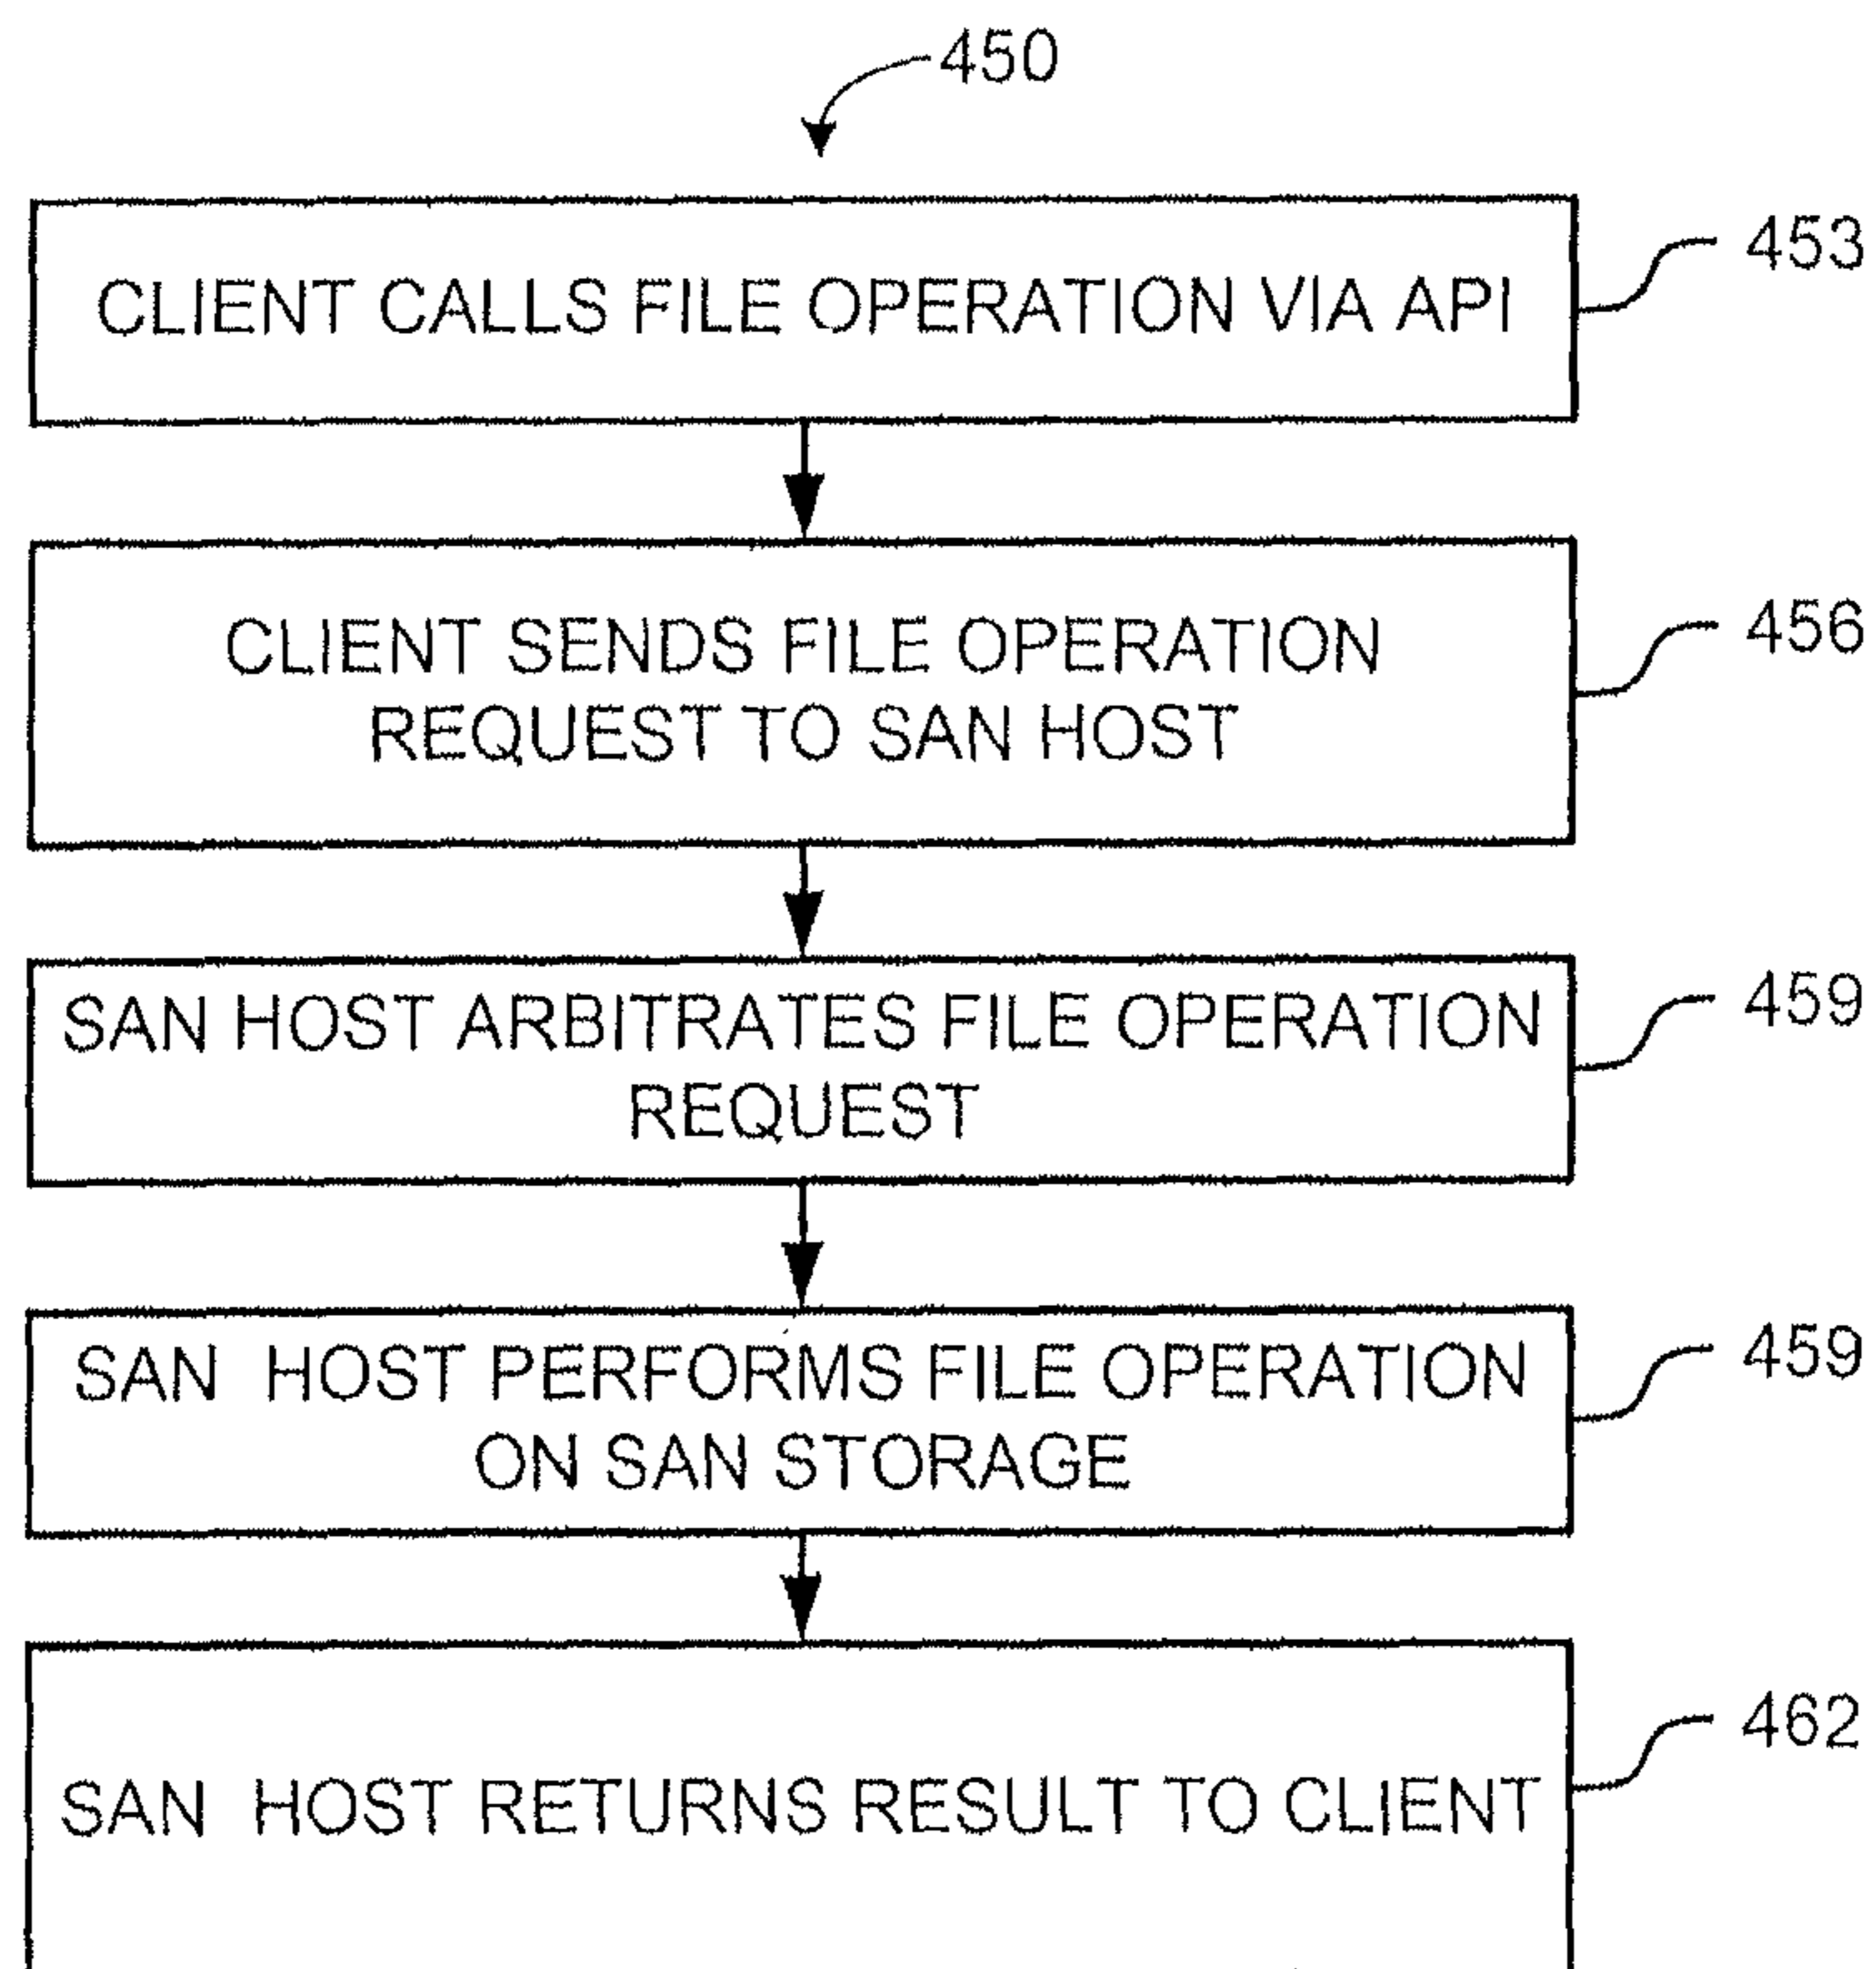 450
CLIENT CALLS FILE OPERATION VIA API
453
CLIENT SENDS FILE OPERATION
REQUEST TO SAN HOST
456
SAN HOST ARBITRATES FILE OPERATION
REQUEST
459
SAN HOST PERFORMS FILE OPERATION
ON SAN STORAGE
459
SAN HOST RETURNS RESULT TO CLIENT
462